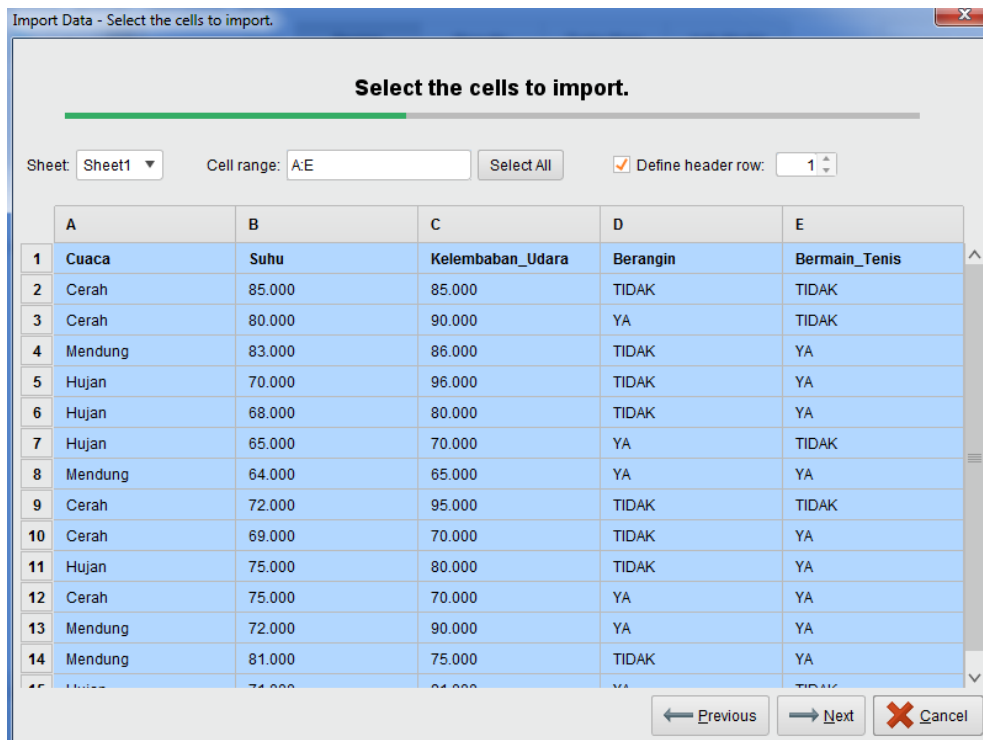 Import Data - Select the cells to import.
Select the cells to import.
Sheet: Sheet1 Cell range: A:E Select All Define header row: 1
A B C D E
1 Cuaca Suhu Kelembaban_Udara Berangin Bermain_Tenis
2 Cerah 85.000 85.000 TIDAK TIDAK
3 Cerah 80.000 90.000 YA TIDAK
4 Mendung 83.000 86.000 TIDAK YA
5 Hujan 70.000 96.000 TIDAK YA
6 Hujan 68.000 80.000 TIDAK YA
7 Hujan 65.000 70.000 YA TIDAK
8 Mendung 64.000 65.000 YA YA
9 Cerah 72.000 95.000 TIDAK TIDAK
10 Cerah 69.000 70.000 TIDAK YA
11 Hujan 75.000 80.000 TIDAK YA
12 Cerah 75.000 70.000 YA YA
13 Mendung 72.000 90.000 YA YA
14 Mendung 81.000 75.000 TIDAK YA
Previous Next Cancel